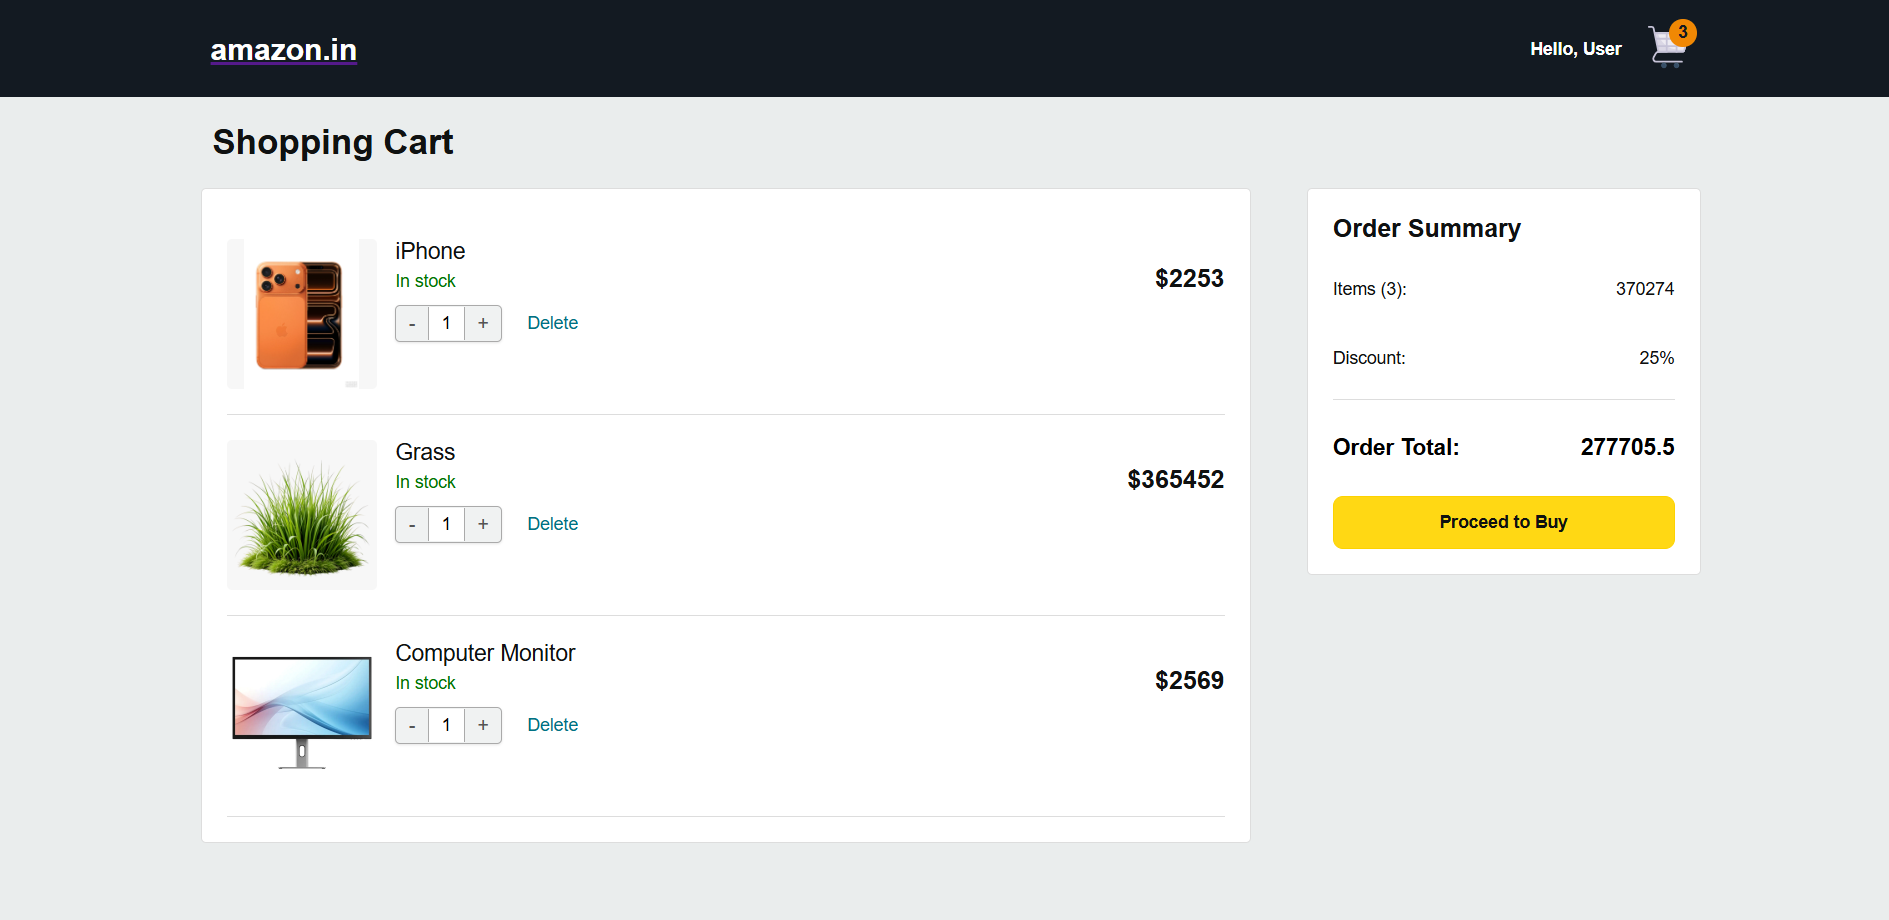 amazon.in
Hello, User
3
Shopping Cart
iPhone
In stock
$2253
- 1 +
Delete
Grass
In stock
$365452
- 1 +
Delete
Computer Monitor
In stock
$2569
- 1 +
Delete
Order Summary
Items (3): 370274
Discount: 25%
Order Total: 277705.5
Proceed to Buy